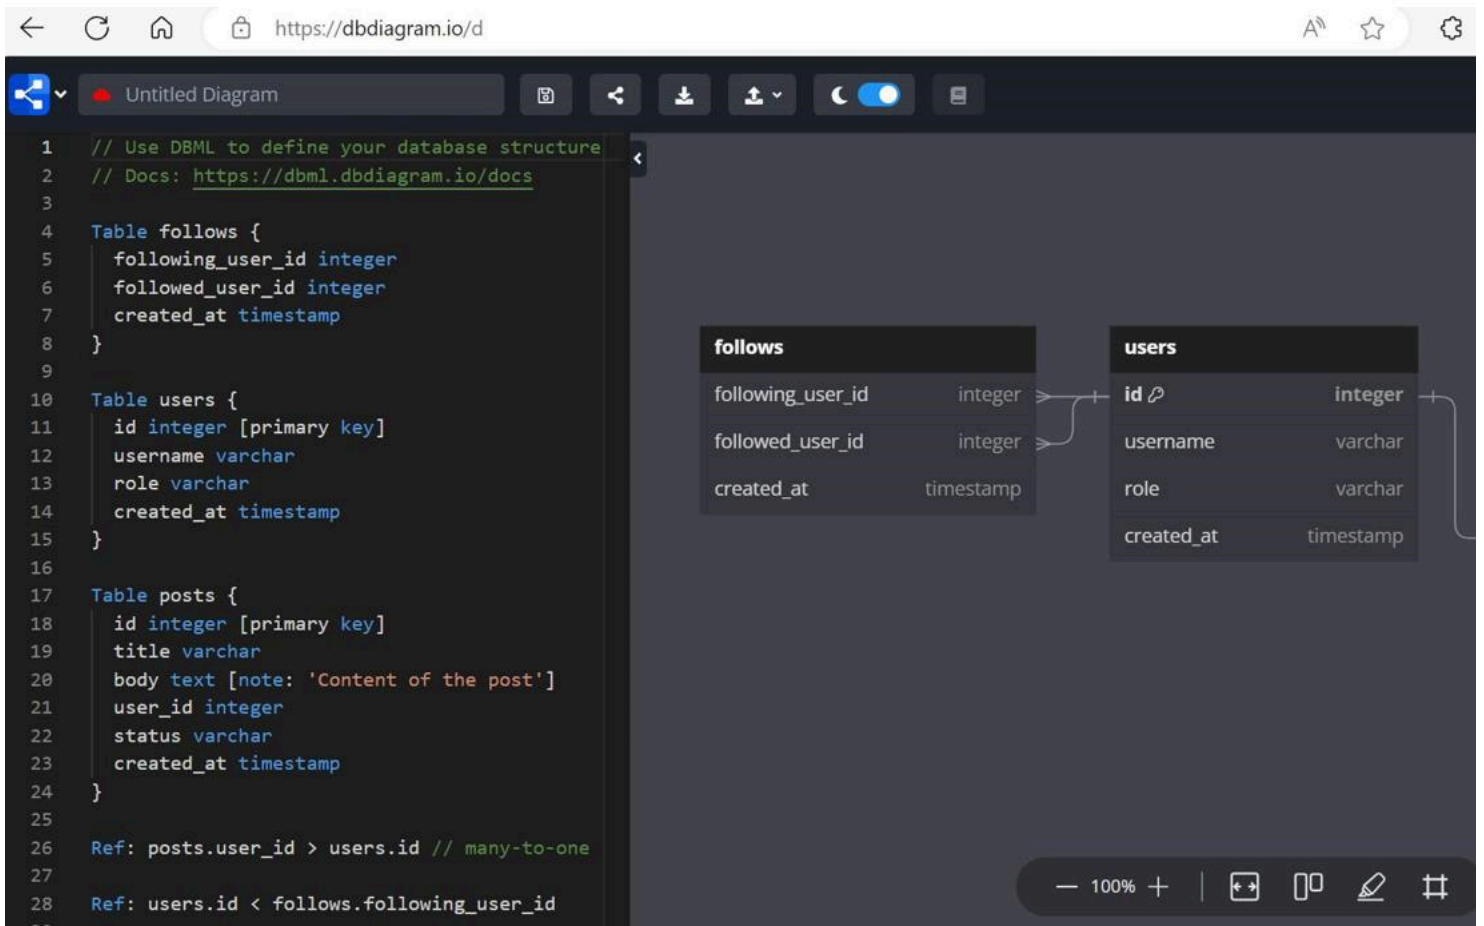 https://dbdiagram.io/d
Untitled Diagram
1 // Use DBML to define your database structure
2 // Docs: https://dbml.dbdiagram.io/docs
3
4 Table follows {
5 following_user_id integer
6 followed_user_id integer
7 created_at timestamp
8 }
9
10 Table users {
11 id integer [primary key]
12 username varchar
13 role varchar
14 created_at timestamp
15 }
16
17 Table posts {
18 id integer [primary key]
19 title varchar
20 body text [note: 'Content of the post']
21 user_id integer
22 status varchar
23 created_at timestamp
24 }
25
26 Ref: posts.user_id > users.id // many-to-one
27
28 Ref: users.id < follows.following_user_id
follows
following_user_id integer
followed_user_id integer
created_at timestamp
users
id integer
username varchar
role varchar
created_at timestamp
100%